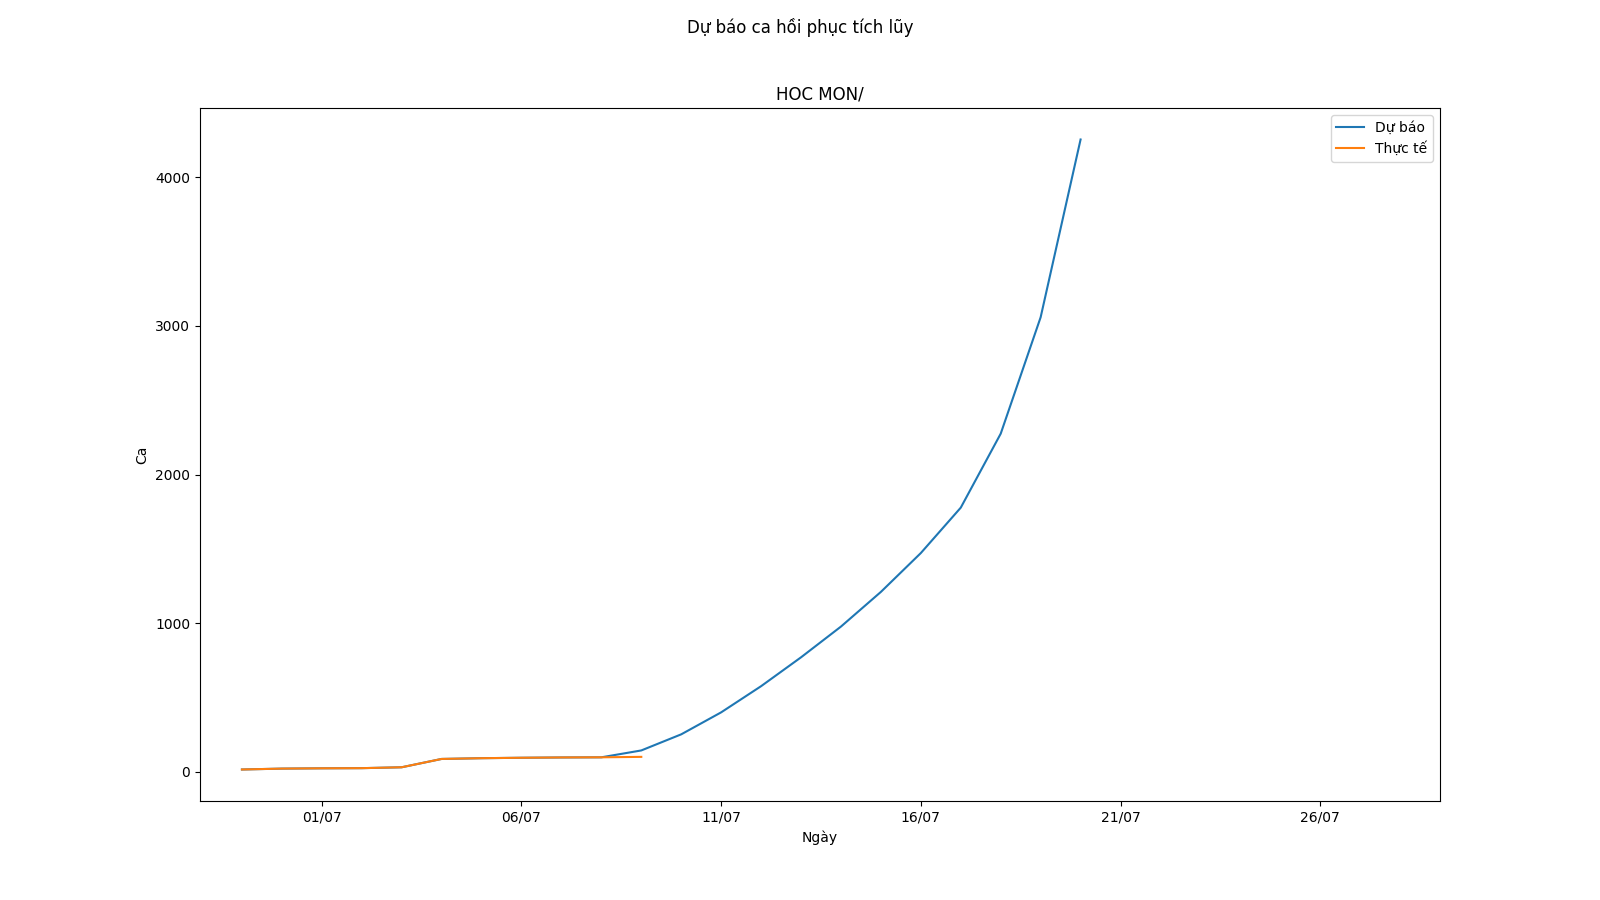 Dự báo ca hồi phục tích lũy
HOC MON/
Dự báo
Thực tế
4000
3000
2000
1000
0
Ca
01/07 06/07 11/07 16/07 21/07 26/07
Ngày